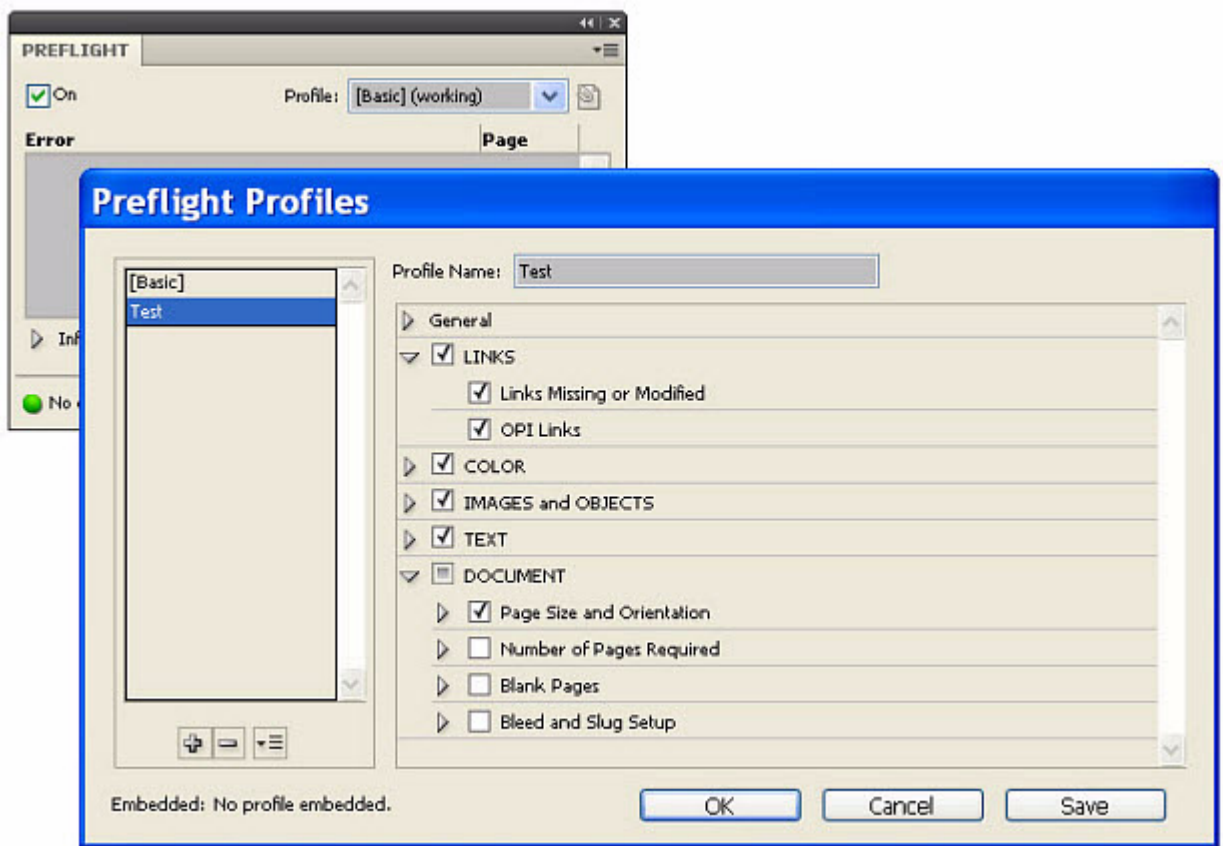 PREFLIGHT
On
Profile: [Basic] (working)
Error Page
Preflight Profiles
[Basic]
Test
Profile Name: Test
General
LINKS
Links Missing or Modified
OPI Links
COLOR
IMAGES and OBJECTS
TEXT
DOCUMENT
Page Size and Orientation
Number of Pages Required
Blank Pages
Bleed and Slug Setup
No
Embedded: No profile embedded.
OK Cancel Save